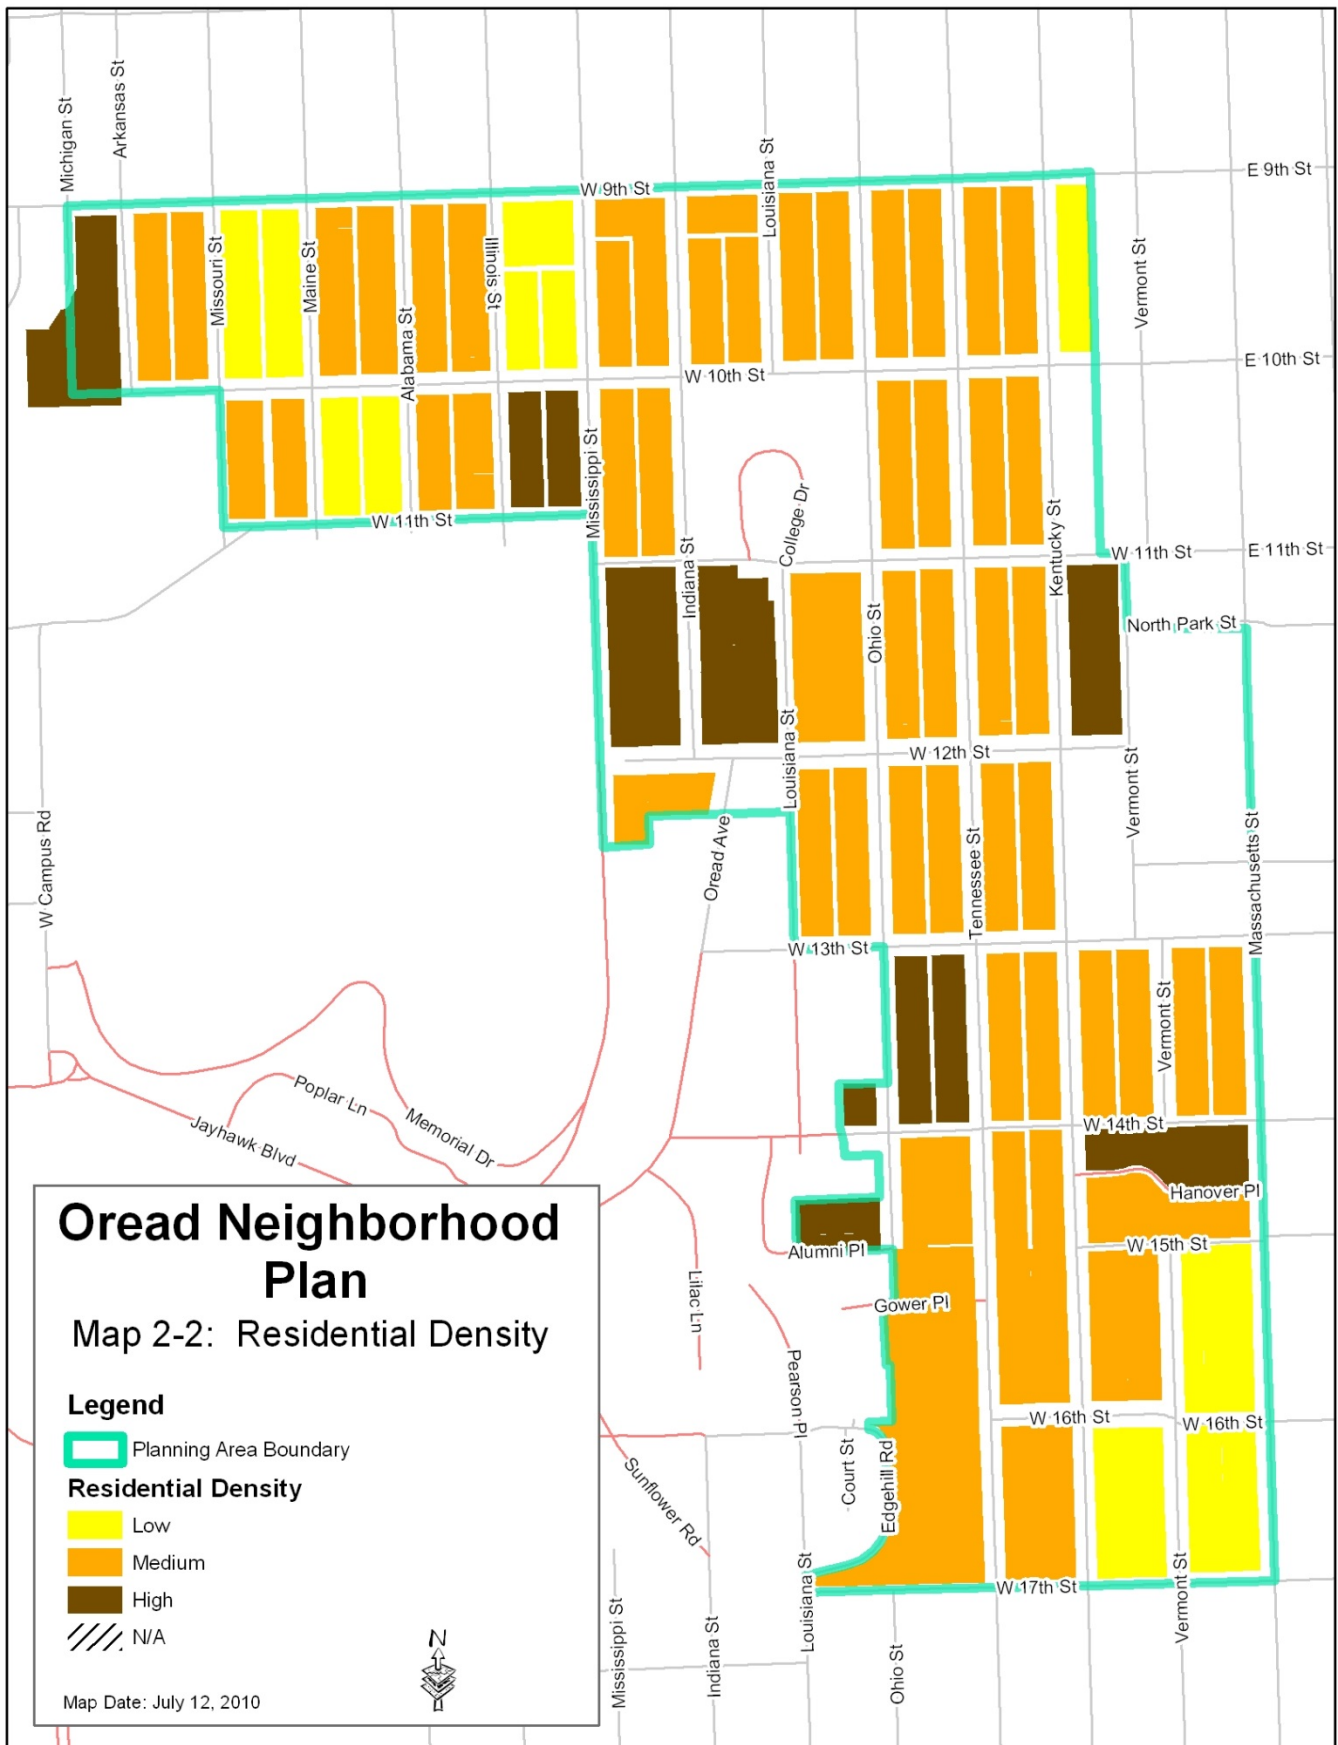 Michigan St
Arkansas St
Louisiana St
E 9th St
W 9th St
Missouri St
Maine St
Illinois St
Vermont St
Alabama St
E 10th St
W 10th St
Mississippi St
College Dr
Kentucky St
W 11th St
Indiana St
W 11th St
E 11th St
Ohio St
North Park St
Louisiana St
W 12th St
Vermont St
W Campus Rd
Oread Ave
Tennessee St
Massachusetts St
W 13th St
Vermont St
Poplar Ln
Memorial Dr
Jayhawk Blvd
W 14th St
Hanover Pl
Alumni Pl
W 15th St
Lilac Ln
Gower Pl
Pearson Pl
W 16th St
W 16th St
Court St
Edgehill Rd
Sunflower Rd
Louisiana St
W 17th St
Vermont St
Mississippi St
Indiana St
Ohio St
Oread Neighborhood
Plan
Map 2-2: Residential Density
Legend
Planning Area Boundary
Residential Density
Low
Medium
High
N/A
N
Map Date: July 12, 2010